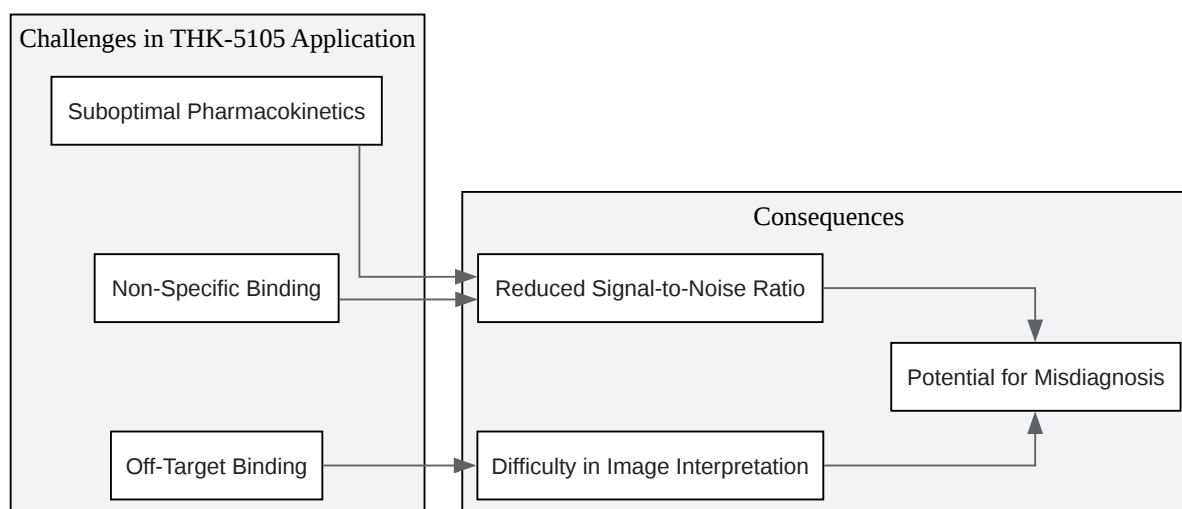 Challenges in THK-5105 Application
Suboptimal Pharmacokinetics
Non-Specific Binding
Off-Target Binding
Consequences
Reduced Signal-to-Noise Ratio
Difficulty in Image Interpretation
Potential for Misdiagnosis